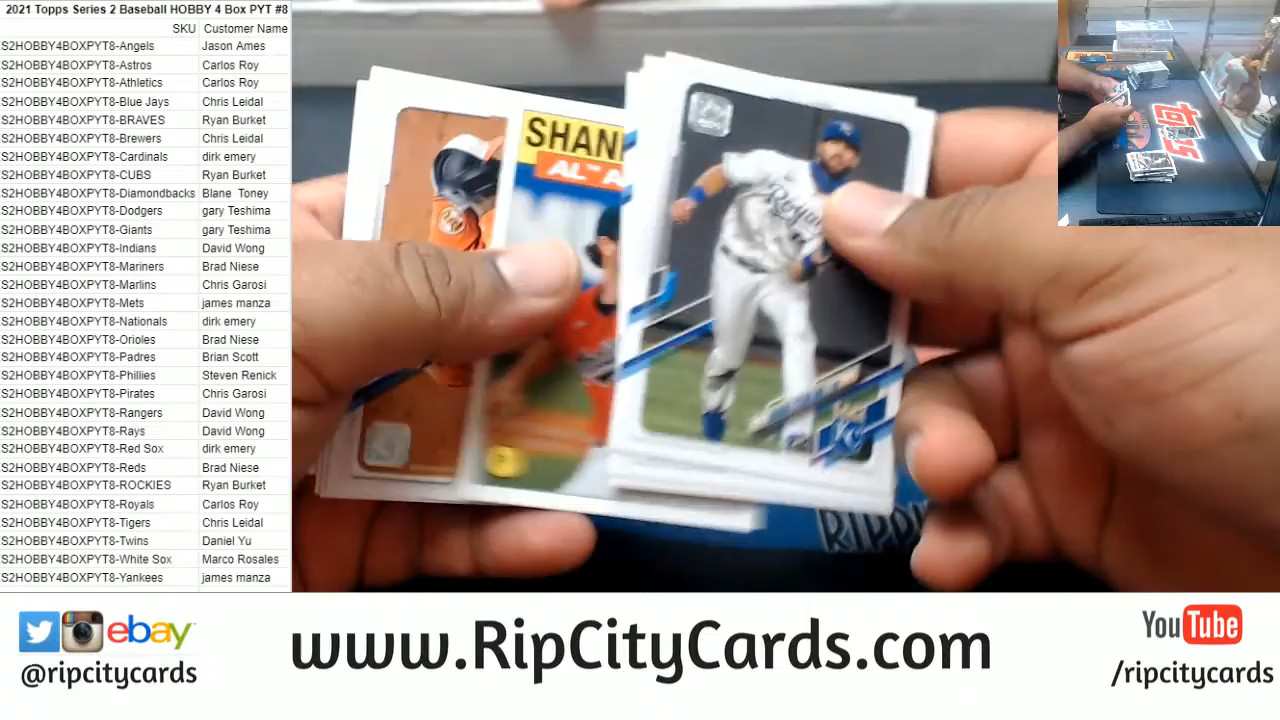 2021 Topps Series 2 Baseball HOBBY 4 Box PYT #8
SKU Customer Name
S2HOBBY4BOXPYT8-Angels Jason Ames
S2HOBBY4BOXPYT8-Astros Carlos Roy
S2HOBBY4BOXPYT8-Athletics Carlos Roy
S2HOBBY4BOXPYT8-Blue Jays Chris Leidal
S2HOBBY4BOXPYT8-BRAVES Ryan Burket
S2HOBBY4BOXPYT8-Brewers Chris Leidal
S2HOBBY4BOXPYT8-Cardinals dirk emery
S2HOBBY4BOXPYT8-CUBS Ryan Burket
S2HOBBY4BOXPYT8-Diamondbacks Blane Toney
S2HOBBY4BOXPYT8-Dodgers gary Teshima
S2HOBBY4BOXPYT8-Giants gary Teshima
S2HOBBY4BOXPYT8-Indians David Wong
S2HOBBY4BOXPYT8-Mariners Brad Niese
S2HOBBY4BOXPYT8-Marlins Chris Garosi
S2HOBBY4BOXPYT8-Mets james manza
S2HOBBY4BOXPYT8-Nationals dirk emery
S2HOBBY4BOXPYT8-Orioles Brad Niese
S2HOBBY4BOXPYT8-Padres Brian Scott
S2HOBBY4BOXPYT8-Phillies Steven Renick
S2HOBBY4BOXPYT8-Pirates Chris Garosi
S2HOBBY4BOXPYT8-Rangers David Wong
S2HOBBY4BOXPYT8-Rays David Wong
S2HOBBY4BOXPYT8-Red Sox dirk emery
S2HOBBY4BOXPYT8-Reds Brad Niese
S2HOBBY4BOXPYT8-ROCKIES Ryan Burket
S2HOBBY4BOXPYT8-Royals Carlos Roy
S2HOBBY4BOXPYT8-Tigers Chris Leidal
S2HOBBY4BOXPYT8-Twins Daniel Yu
S2HOBBY4BOXPYT8-White Sox Marco Rosales
S2HOBBY4BOXPYT8-Yankees james manza
SHAN
AL™ A
Royals
KC
RIPPI
topps
ebay™
@ripcitycards
www.RipCityCards.com
YouTube
/ripcitycards